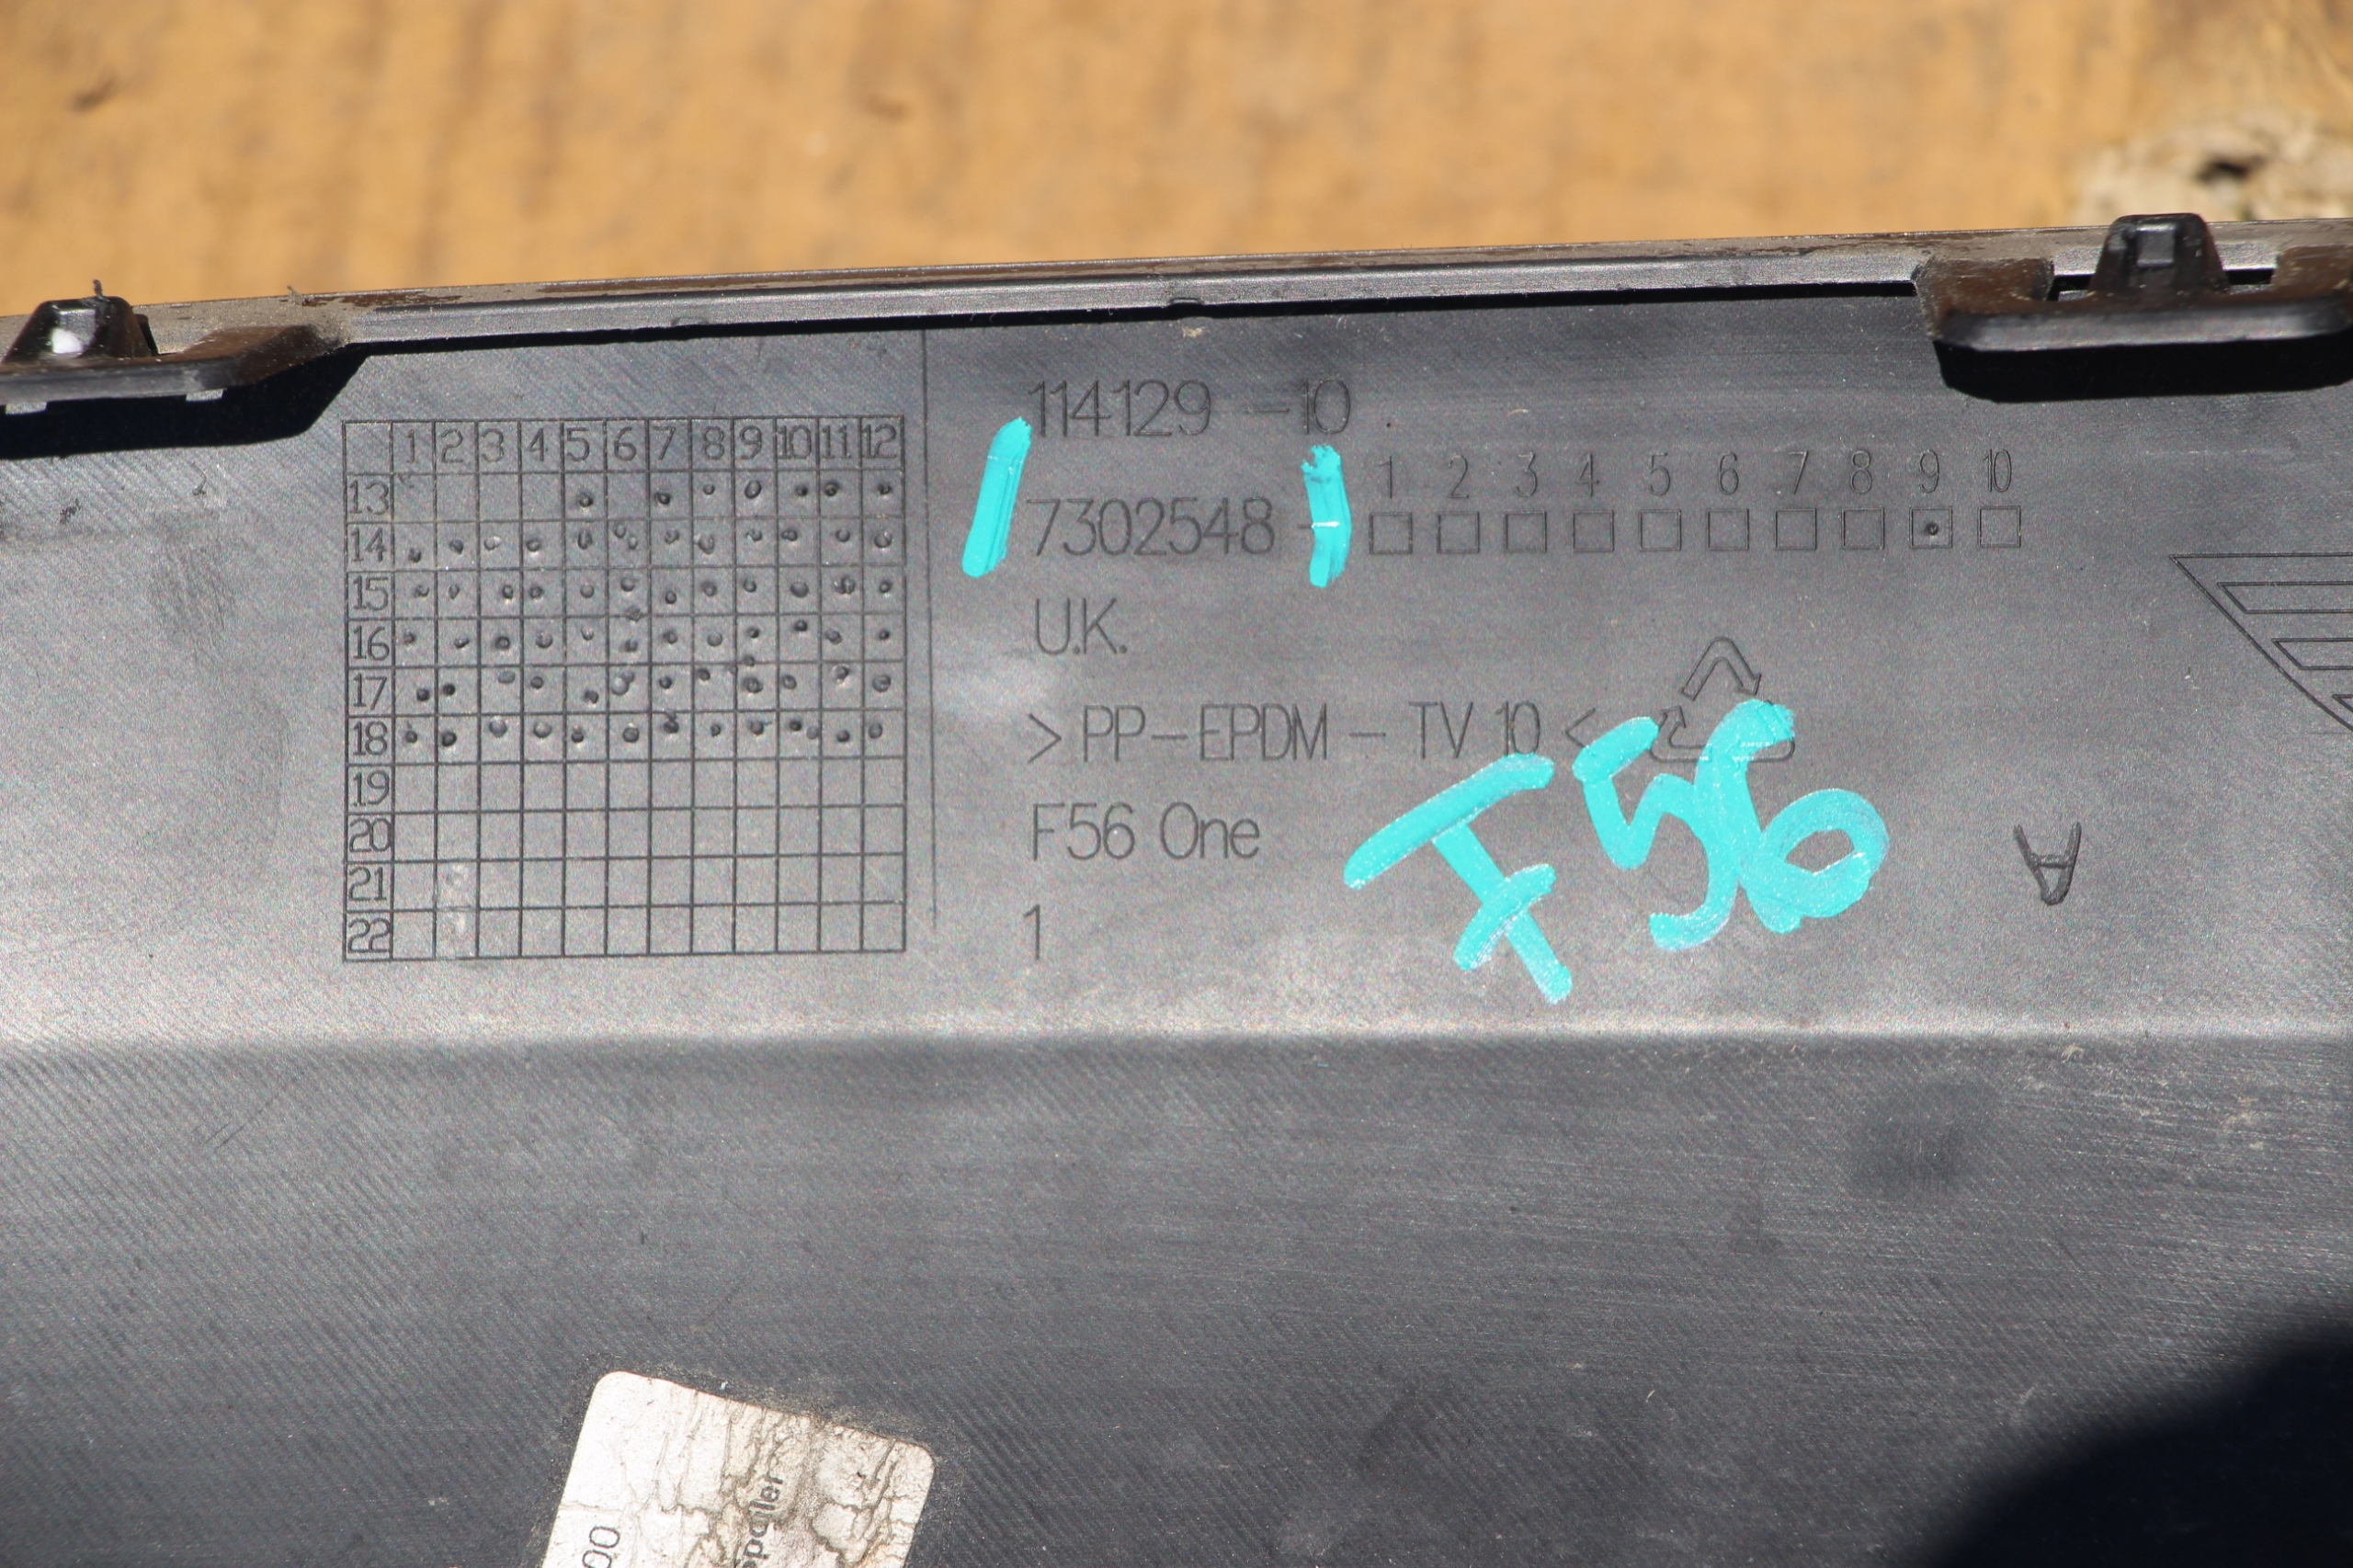 1 2 3 4 5 6 7 8 9 10 11 12
13
14
15
16
17
18
19
20
21
22
114129 - 10
7302548 -
1 2 3 4 5 6 7 8 9 10
U.K.
>PP-EPDM - TV 10<
F56 One
1
F56
A
00
Spoiler